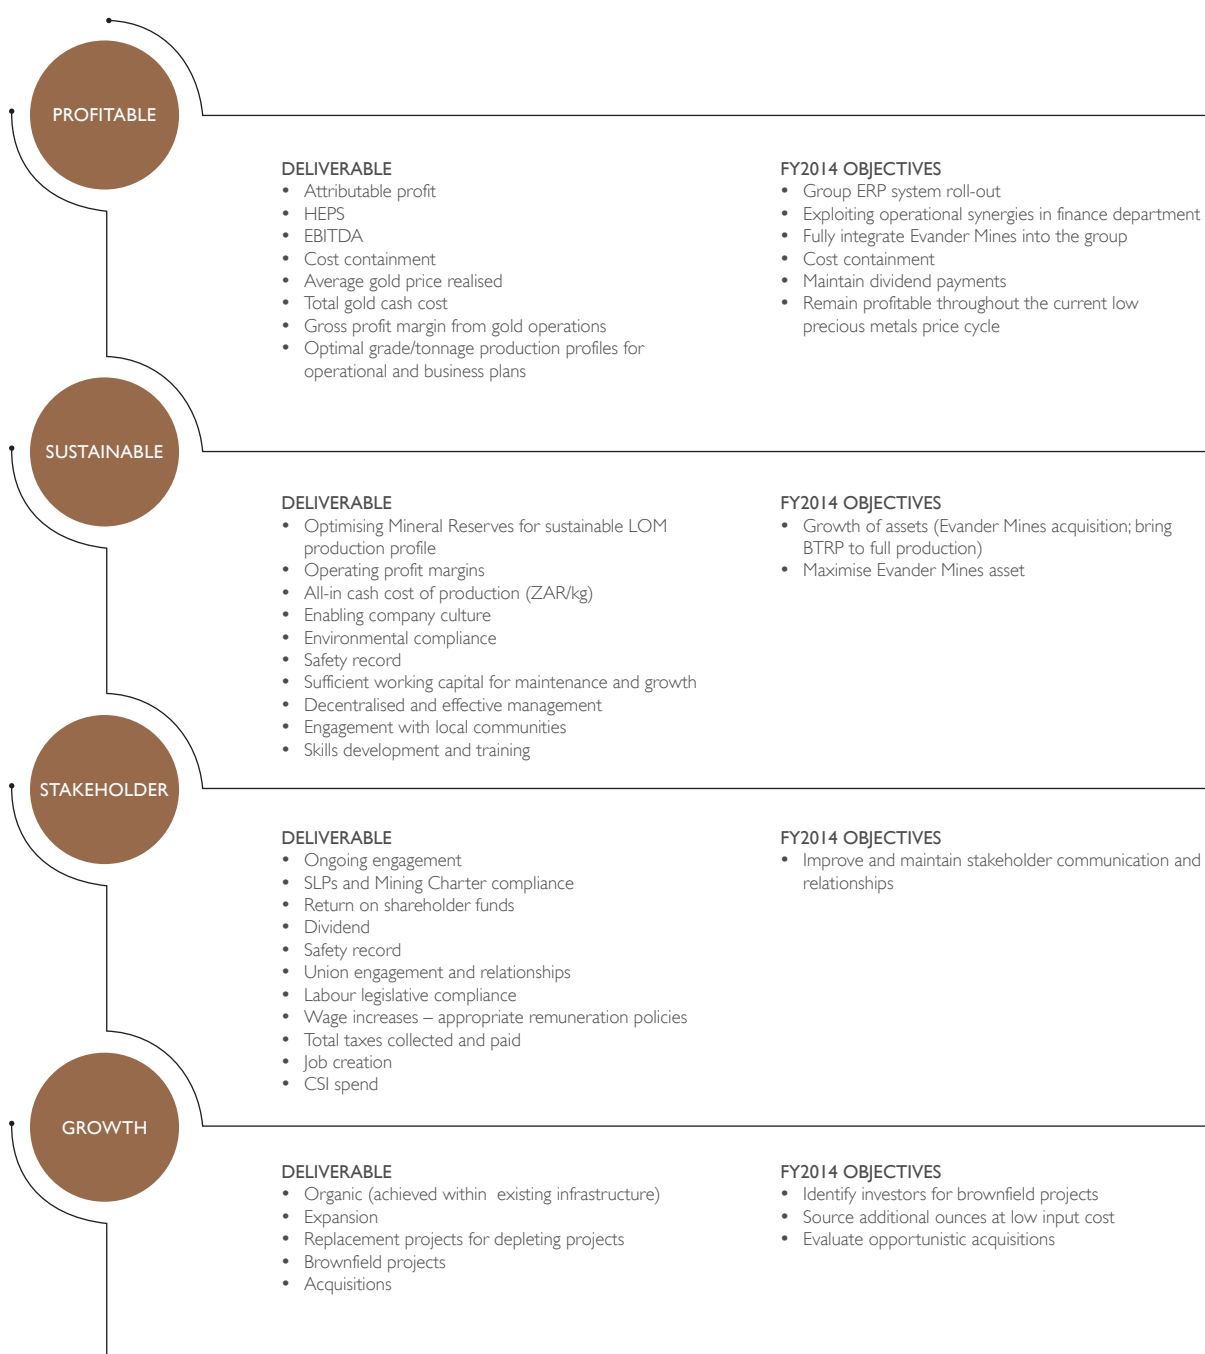 PROFITABLE
DELIVERABLE
• Attributable profit
• HEPS
• EBITDA
• Cost containment
• Average gold price realised
• Total gold cash cost
• Gross profit margin from gold operations
• Optimal grade/tonnage production profiles for
operational and business plans
FY2014 OBJECTIVES
• Group ERP system roll-out
• Exploiting operational synergies in finance department
• Fully integrate Evander Mines into the group
• Cost containment
• Maintain dividend payments
• Remain profitable throughout the current low
precious metals price cycle
SUSTAINABLE
DELIVERABLE
• Optimising Mineral Reserves for sustainable LOM
production profile
• Operating profit margins
• All-in cash cost of production (ZAR/kg)
• Enabling company culture
• Environmental compliance
• Safety record
• Sufficient working capital for maintenance and growth
• Decentralised and effective management
• Engagement with local communities
• Skills development and training
FY2014 OBJECTIVES
• Growth of assets (Evander Mines acquisition; bring
BTRP to full production)
• Maximise Evander Mines asset
STAKEHOLDER
DELIVERABLE
• Ongoing engagement
• SLPs and Mining Charter compliance
• Return on shareholder funds
• Dividend
• Safety record
• Union engagement and relationships
• Labour legislative compliance
• Wage increases – appropriate remuneration policies
• Total taxes collected and paid
• Job creation
• CSI spend
FY2014 OBJECTIVES
• Improve and maintain stakeholder communication and
relationships
GROWTH
DELIVERABLE
• Organic (achieved within existing infrastructure)
• Expansion
• Replacement projects for depleting projects
• Brownfield projects
• Acquisitions
FY2014 OBJECTIVES
• Identify investors for brownfield projects
• Source additional ounces at low input cost
• Evaluate opportunistic acquisitions